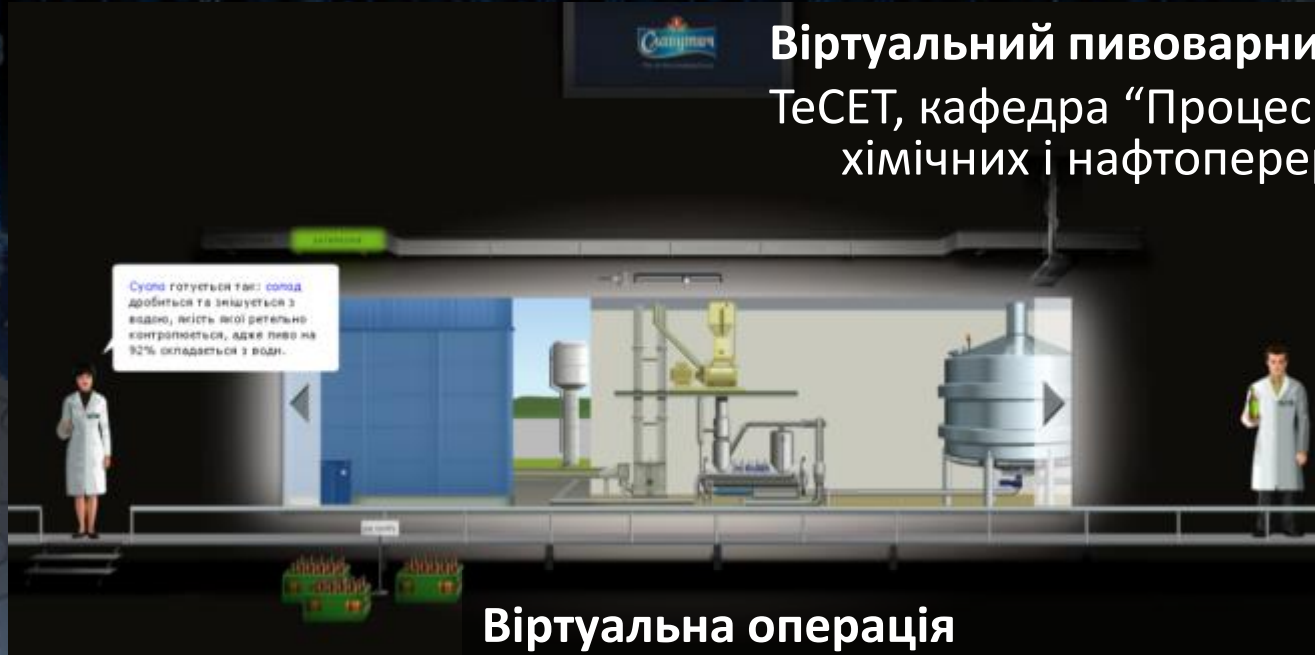 Славутич
Віртуальний пивоварни
ТеСЕТ, кафедра “Процес
хімічних і нафтопере
Сусло готується так: солод
дробиться та змішується з
водою, якість якої ретельно
контролюється, адже пиво на
92% складається з води.
Віртуальна операція